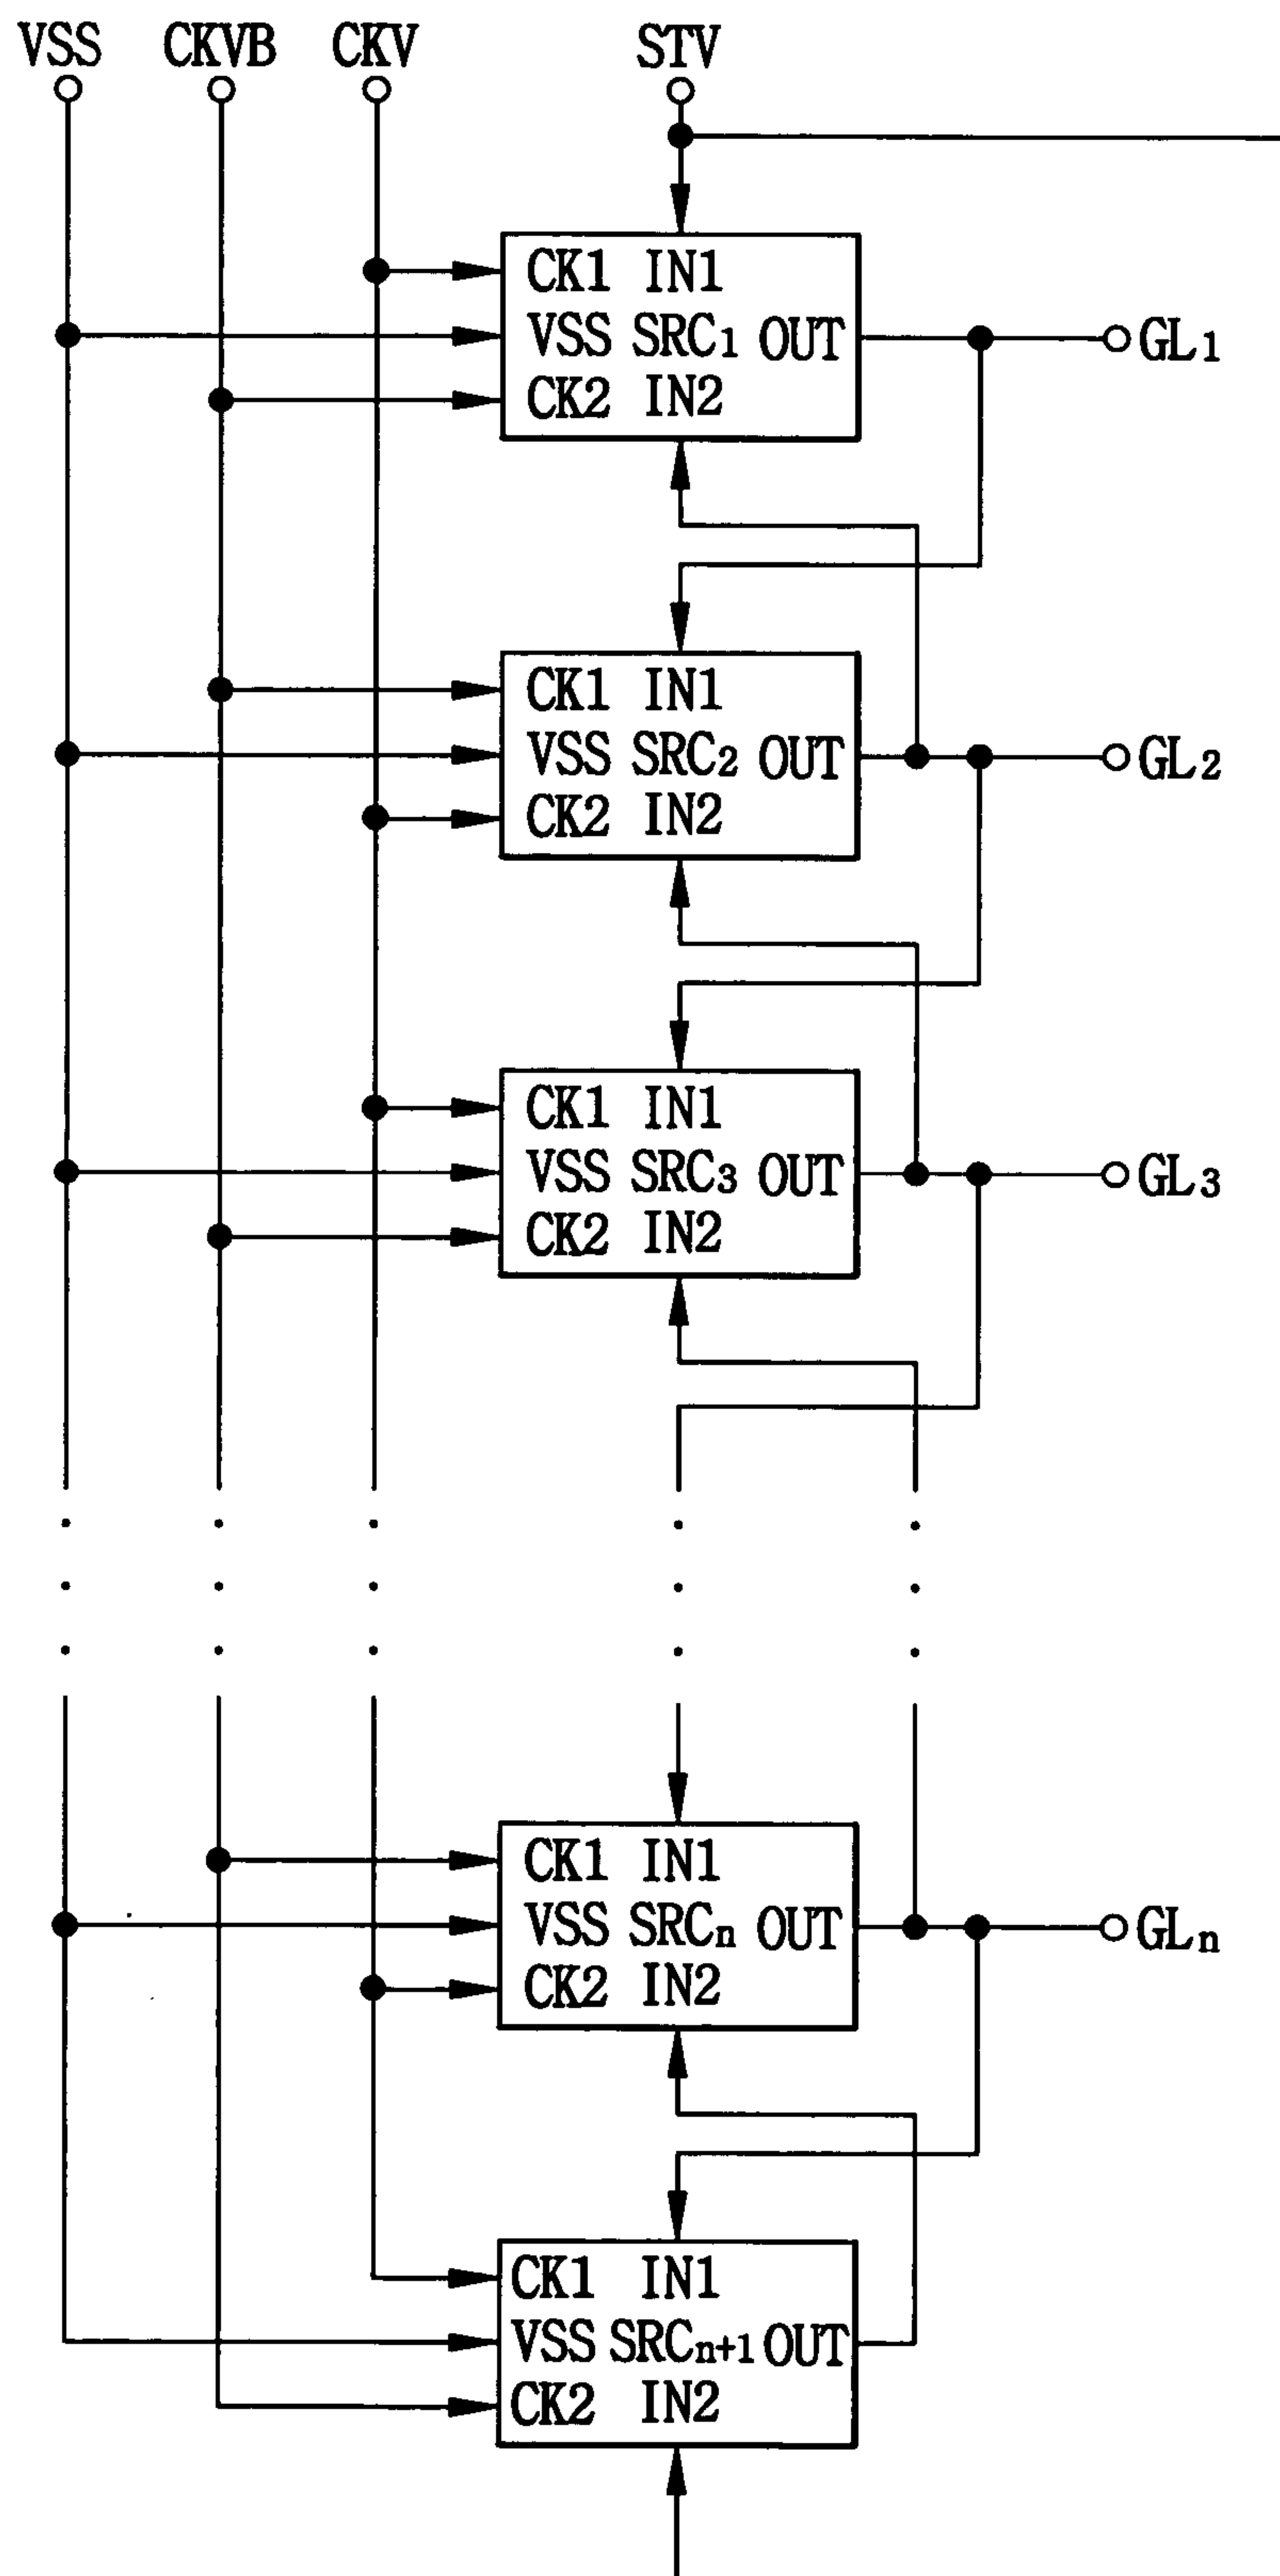 VSS CKVB CKV STV
CK1 IN1
VSS SRC1 OUT GL1
CK2 IN2
CK1 IN1
VSS SRC2 OUT GL2
CK2 IN2
CK1 IN1
VSS SRC3 OUT GL3
CK2 IN2
CK1 IN1
VSS SRCn OUT GLn
CK2 IN2
CK1 IN1
VSS SRCn+1 OUT
CK2 IN2